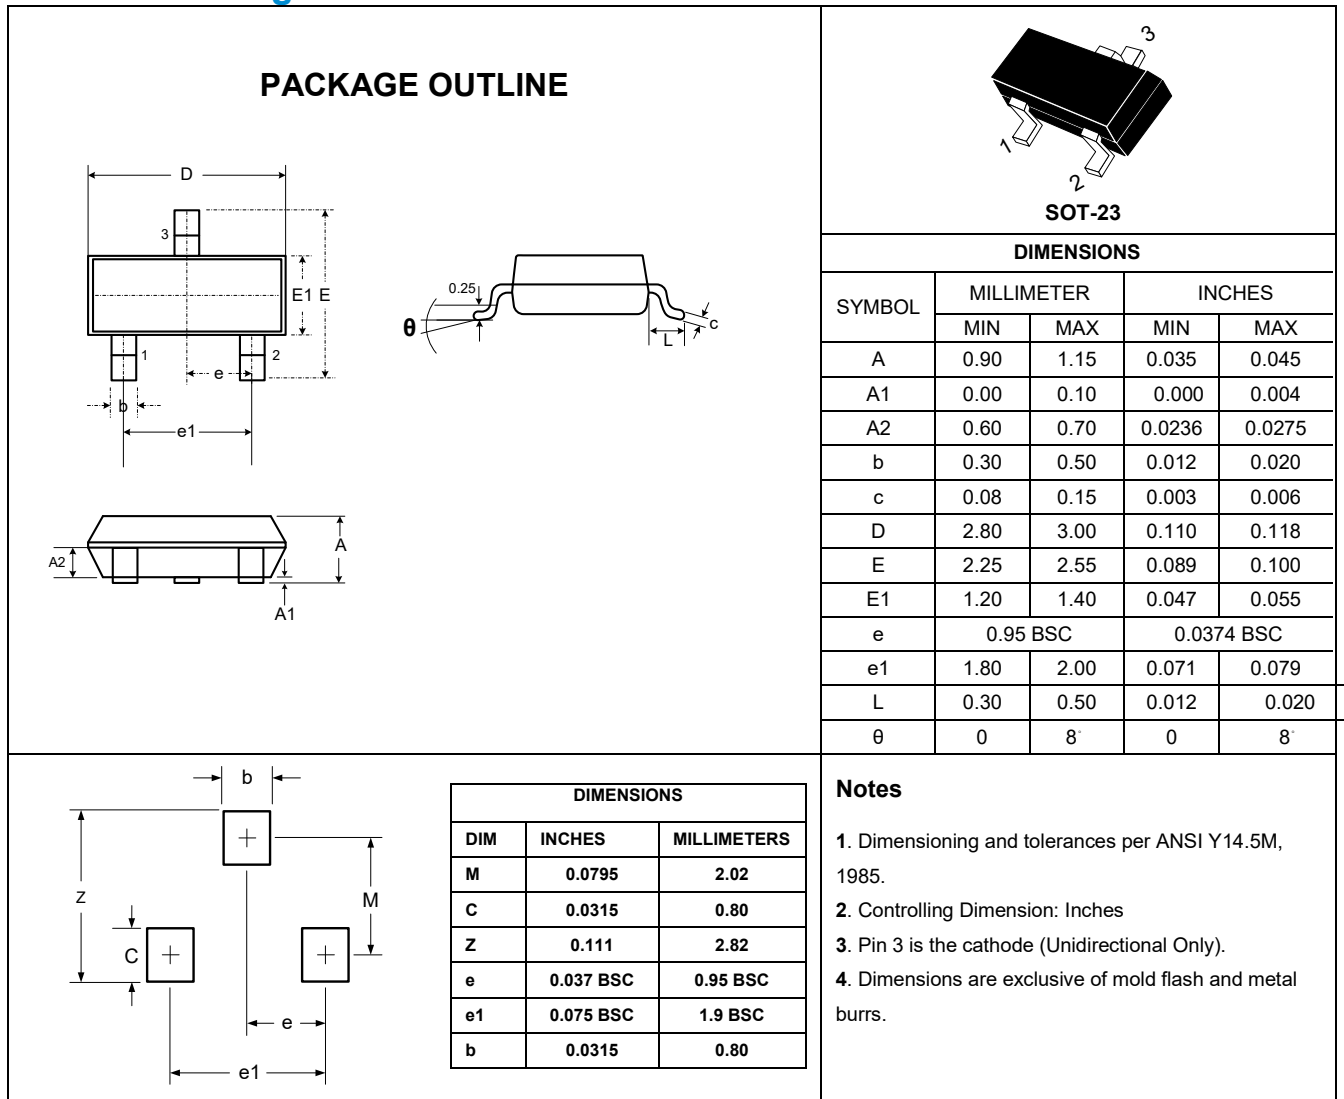 PACKAGE OUTLINE
D
3
E1 E
1
2
e
b
e1
A
A2
A1
0.25
θ
L
c
3
1
2
SOT-23
DIMENSIONS
SYMBOL MILLIMETER INCHES
MIN MAX MIN MAX
A 0.90 1.15 0.035 0.045
A1 0.00 0.10 0.000 0.004
A2 0.60 0.70 0.0236 0.0275
b 0.30 0.50 0.012 0.020
c 0.08 0.15 0.003 0.006
D 2.80 3.00 0.110 0.118
E 2.25 2.55 0.089 0.100
E1 1.20 1.40 0.047 0.055
e 0.95 BSC 0.0374 BSC
e1 1.80 2.00 0.071 0.079
L 0.30 0.50 0.012 0.020
θ 0 8° 0 8°
b
Z
M
C
e
e1
DIMENSIONS
DIM INCHES MILLIMETERS
M 0.0795 2.02
C 0.0315 0.80
Z 0.111 2.82
e 0.037 BSC 0.95 BSC
e1 0.075 BSC 1.9 BSC
b 0.0315 0.80
Notes
1. Dimensioning and tolerances per ANSI Y14.5M,
1985.
2. Controlling Dimension: Inches
3. Pin 3 is the cathode (Unidirectional Only).
4. Dimensions are exclusive of mold flash and metal
burrs.